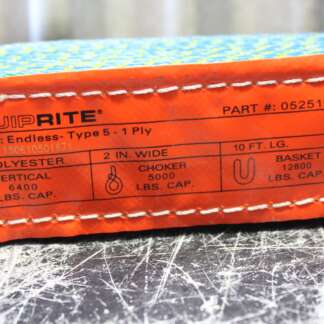 UIPRITE® PART #: 05251
: Endless- Type 5 - 1 Ply
OLYESTER 2 IN. WIDE 10 FT. LG.
ERTICAL CHOKER BASKET
6400 5000 12800
LBS. CAP. LBS. CAP. LBS. CAP.